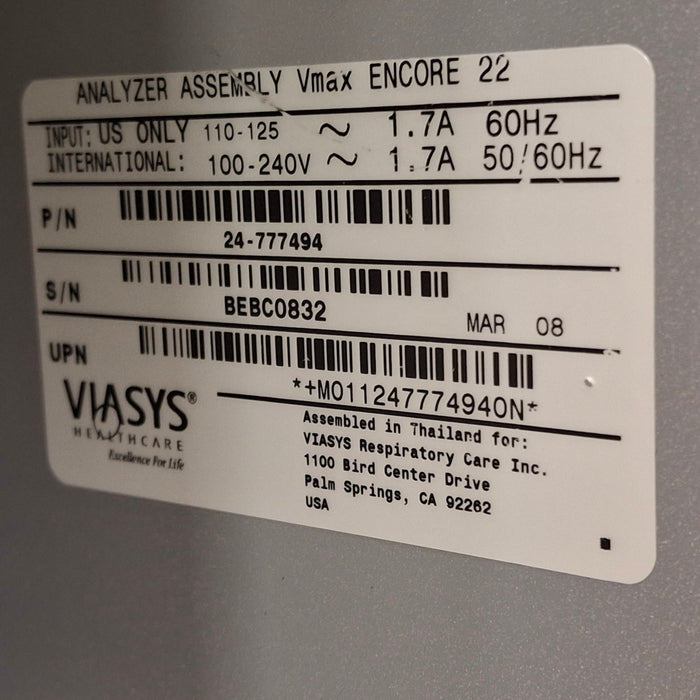 ANALYZER ASSEMBLY Vmax ENCORE 22
INPUT: US ONLY 110-125 ~ 1.7A 60Hz
INTERNATIONAL: 100-240V ~ 1.7A 50/60Hz
P/N
24-777494
S/N
BEBC0832
MAR 08
UPN
*+M011247774940N*
VIASYS®
HEALTHCARE
Excellence For Life
Assembled in Thailand for:
VIASYS Respiratory Care Inc.
1100 Bird Center Drive
Palm Springs, CA 92262
USA